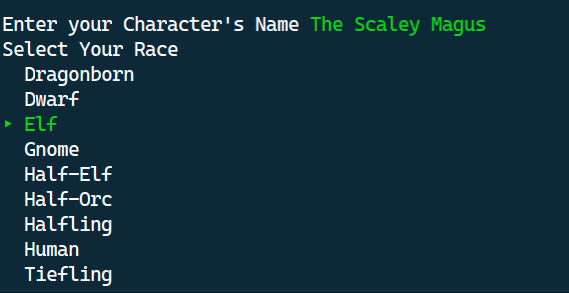 Enter your Character's Name The Scaley Magus
Select Your Race
Dragonborn
Dwarf
▸ Elf
Gnome
Half-Elf
Half-Orc
Halfling
Human
Tiefling